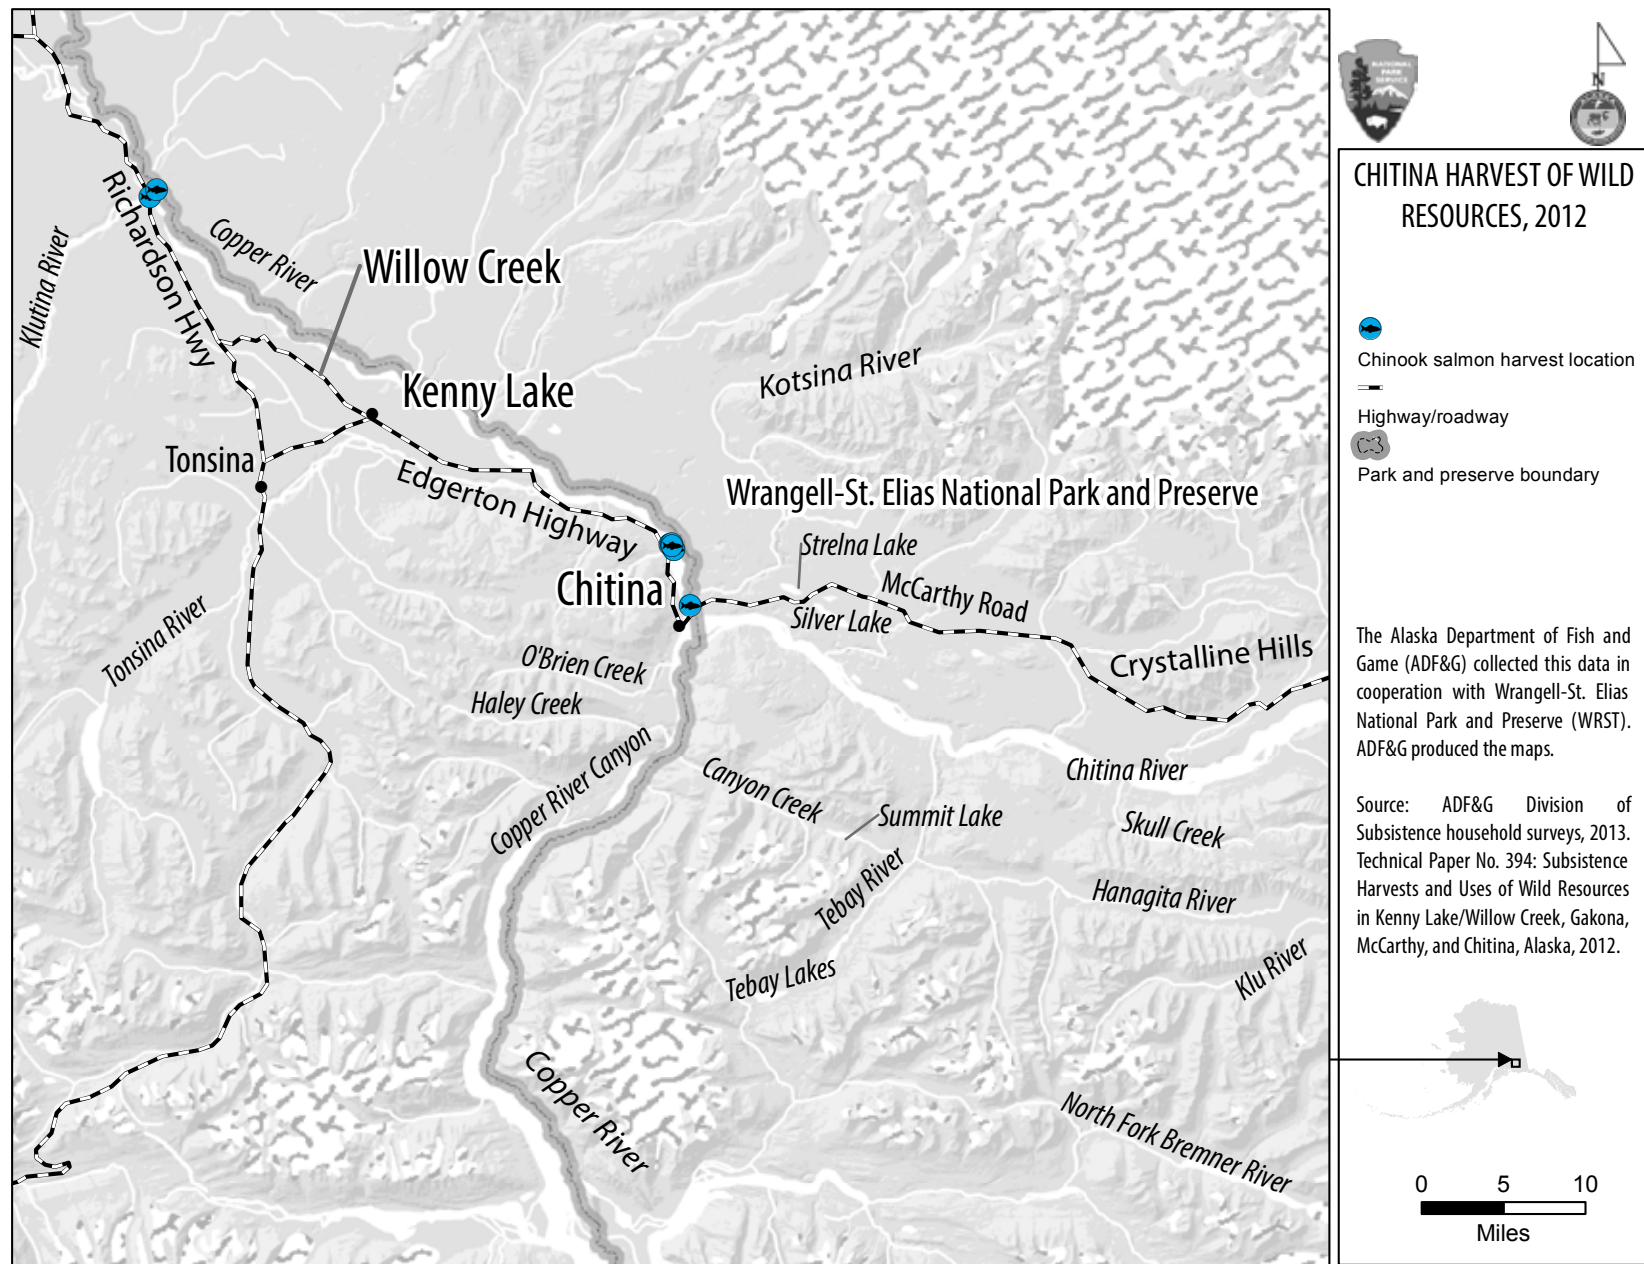 Richardson Hwy
Klutina River
Copper River
Willow Creek
Kenny Lake
Kotsina River
Tonsina
Edgerton Highway
Wrangell-St. Elias National Park and Preserve
Strelna Lake
Chitina
McCarthy Road
Silver Lake
Tonsina River
O'Brien Creek
Crystalline Hills
Haley Creek
Copper River Canyon
Canyon Creek
Chitina River
Summit Lake
Skull Creek
Tebay River
Hanagita River
Tebay Lakes
Klu River
Copper River
North Fork Bremner River
NATIONAL
PARK
SERVICE
N
CHITINA HARVEST OF WILD
RESOURCES, 2012
Chinook salmon harvest location
Highway/roadway
Park and preserve boundary
The Alaska Department of Fish and
Game (ADF&G) collected this data in
cooperation with Wrangell-St. Elias
National Park and Preserve (WRST).
ADF&G produced the maps.
Source: ADF&G Division of
Subsistence household surveys, 2013.
Technical Paper No. 394: Subsistence
Harvests and Uses of Wild Resources
in Kenny Lake/Willow Creek, Gakona,
McCarthy, and Chitina, Alaska, 2012.
0 5 10
Miles